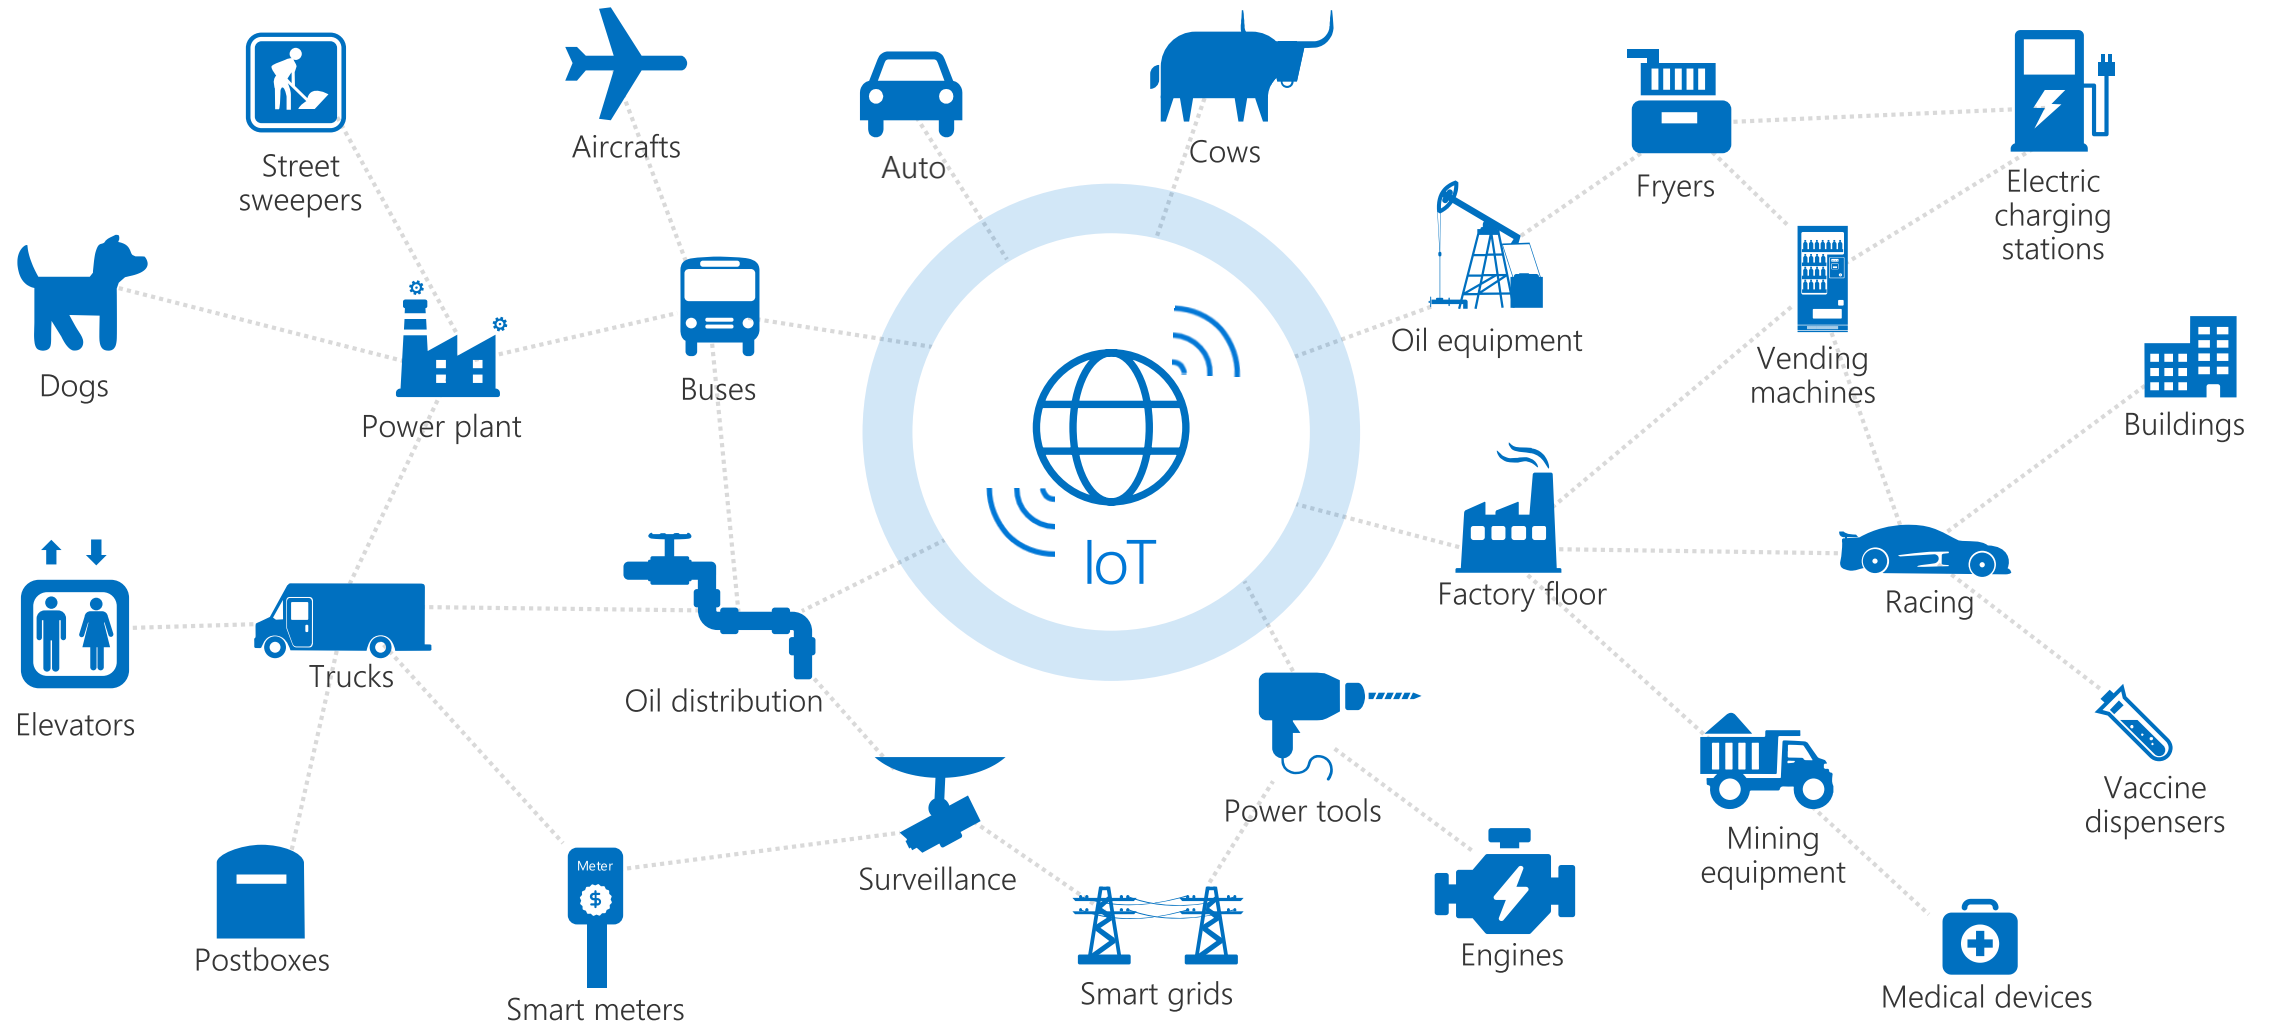 Street
sweepers
Aircrafts
Auto
Cows
Fryers
Electric
charging
stations
Dogs
Power plant
Buses
Oil equipment
Vending
machines
Buildings
IoT
Elevators
Trucks
Oil distribution
Factory floor
Racing
Power tools
Vaccine
dispensers
Mining
equipment
Surveillance
Meter
$
Postboxes
Smart meters
Smart grids
Engines
Medical devices